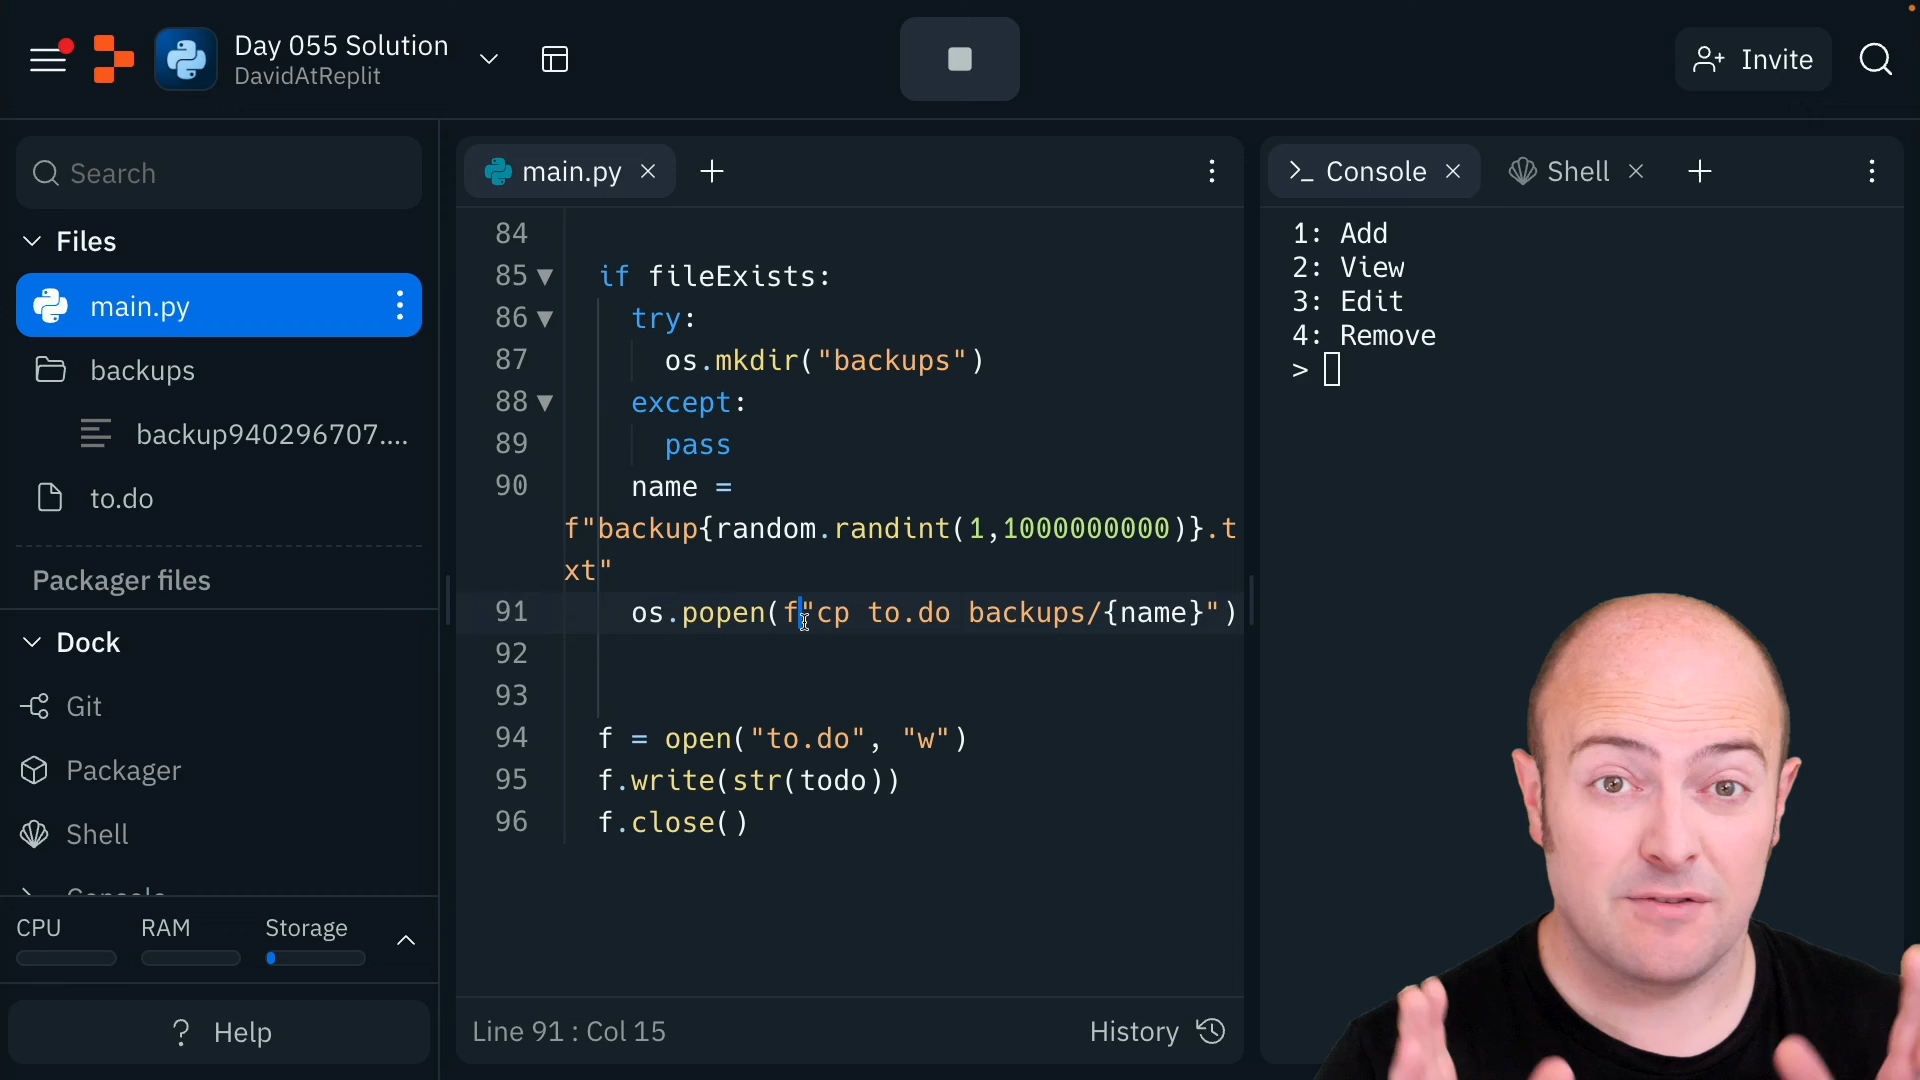 Day 055 Solution
DavidAtReplit
Invite
Search
Files
main.py
backups
backup940296707....
to.do
Packager files
Dock
Git
Packager
Shell
CPU RAM Storage
? Help
main.py
84
85 if fileExists:
86 try:
87 os.mkdir("backups")
88 except:
89 pass
90 name =
f"backup{random.randint(1,1000000000)}.t
xt"
91 os.popen(f"cp to.do backups/{name}")
92
93
94 f = open("to.do", "w")
95 f.write(str(todo))
96 f.close()
Line 91 : Col 15 History
Console Shell
1: Add
2: View
3: Edit
4: Remove
>